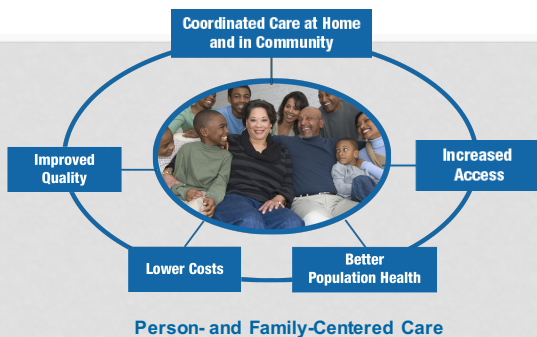 Coordinated Care at Home
and in Community
Improved
Quality
Increased
Access
Lower Costs
Better
Population Health
Person- and Family-Centered Care